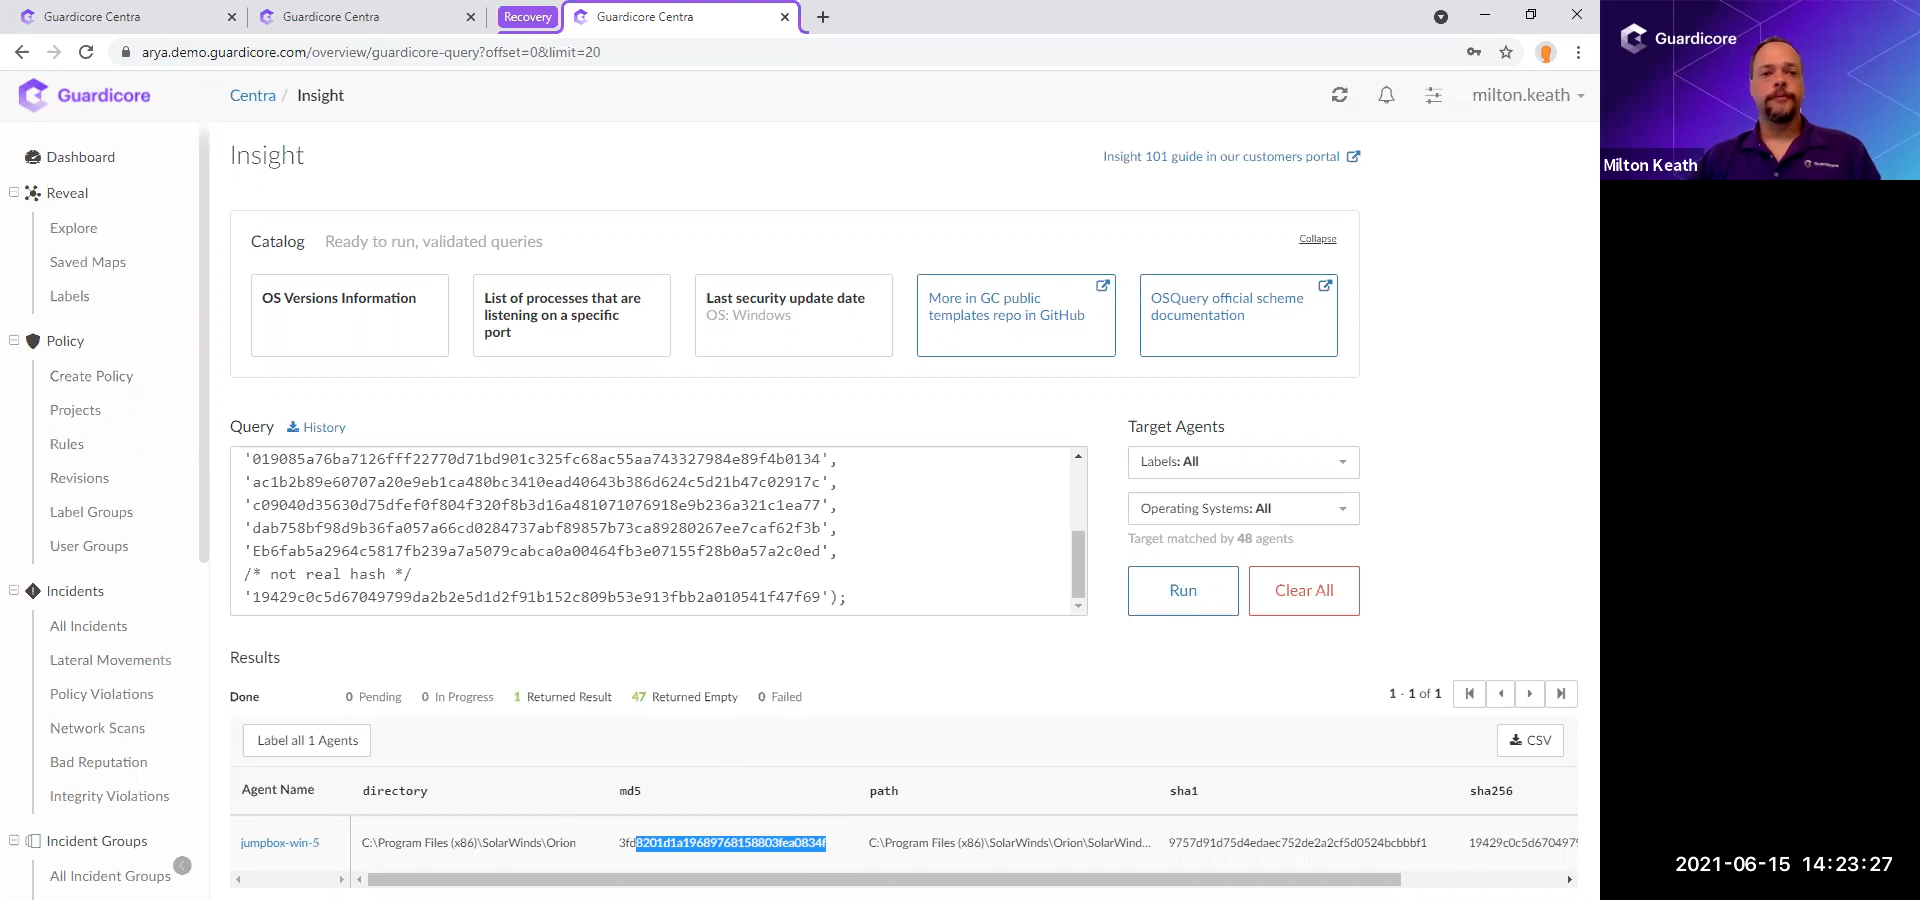 Guardicore Centra
Guardicore Centra
Recovery
Guardicore Centra
arya.demo.guardicore.com/overview/guardicore-query?offset=0&limit=20
Guardicore
Centra / Insight
milton.keath
Guardicore
Milton Keath
Dashboard
Reveal
Explore
Saved Maps
Labels
Policy
Create Policy
Projects
Rules
Revisions
Label Groups
User Groups
Incidents
All Incidents
Lateral Movements
Policy Violations
Network Scans
Bad Reputation
Integrity Violations
Incident Groups
All Incident Groups
Insight
Insight 101 guide in our customers portal
Catalog Ready to run, validated queries
Collapse
OS Versions Information
List of processes that are
listening on a specific
port
Last security update date
OS: Windows
More in GC public
templates repo in GitHub
OSQuery official scheme
documentation
Query History
'019085a76ba7126fff22770d71bd901c325fc68ac55aa743327984e89f4b0134',
'ac1b2b89e60707a20e9eb1ca480bc3410ead40643b386d624c5d21b47c02917c',
'c09040d35630d75dfef0f804f320f8b3d16a481071076918e9b236a321c1ea77',
'dab758bf98d9b36fa057a66cd0284737abf89857b73ca89280267ee7caf62f3b',
'Eb6fab5a2964c5817fb239a7a5079cabca0a00464fb3e07155f28b0a57a2c0ed',
/* not real hash */
'19429c0c5d67049799da2b2e5d1d2f91b152c809b53e913fbb2a010541f47f69');
Target Agents
Labels: All
Operating Systems: All
Target matched by 48 agents
Run
Clear All
Results
Done 0 Pending 0 In Progress 1 Returned Result 47 Returned Empty 0 Failed
1 - 1 of 1
Label all 1 Agents
CSV
Agent Name directory md5 path sha1 sha256
jumpbox-win-5 C:\Program Files (x86)\SolarWinds\Orion 3fd8201d1a19689768158803fea0834f C:\Program Files (x86)\SolarWinds\Orion\SolarWind... 9757d91d75d4edaec752de2a2cf5d0524bcbbbf1 19429c0c5d6704979
2021-06-15 14:23:27